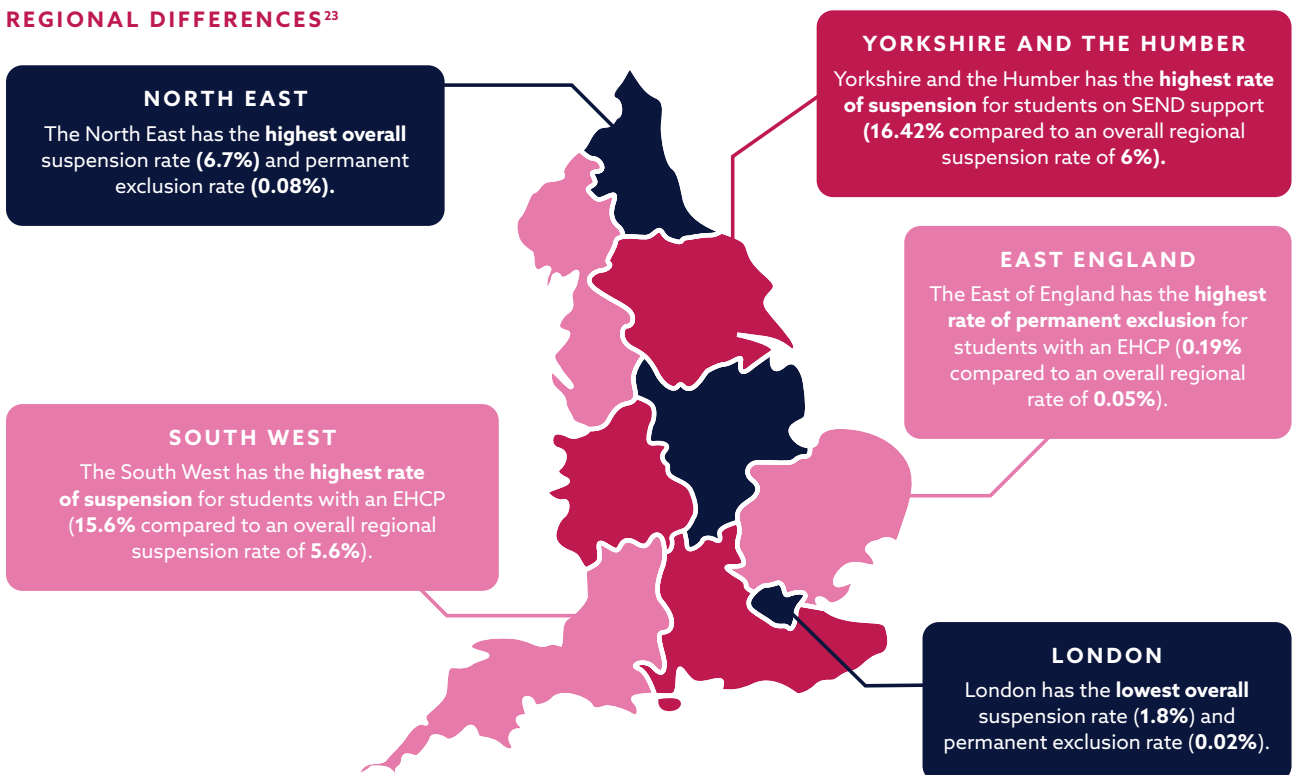 REGIONAL DIFFERENCES²³
NORTH EAST
The North East has the highest overall
suspension rate (6.7%) and permanent
exclusion rate (0.08%).
YORKSHIRE AND THE HUMBER
Yorkshire and the Humber has the highest rate
of suspension for students on SEND support
(16.42% compared to an overall regional
suspension rate of 6%).
EAST ENGLAND
The East of England has the highest
rate of permanent exclusion for
students with an EHCP (0.19%
compared to an overall regional
rate of 0.05%).
SOUTH WEST
The South West has the highest rate
of suspension for students with an EHCP
(15.6% compared to an overall regional
suspension rate of 5.6%).
LONDON
London has the lowest overall
suspension rate (1.8%) and
permanent exclusion rate (0.02%).